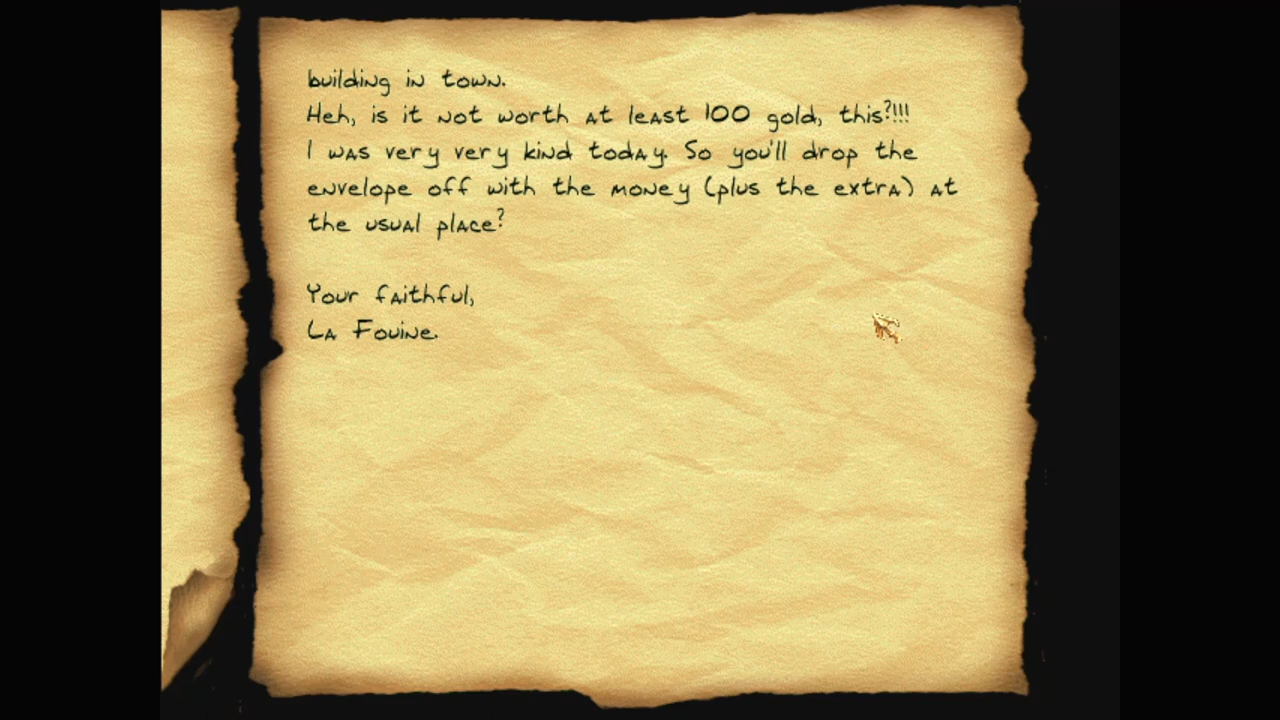 building in town.
Heh, is it not worth at least 100 gold, this?!!!
I was very very kind today. So you'll drop the
envelope off with the money (plus the extra) at
the usual place?
Your faithful,
La Fouine.